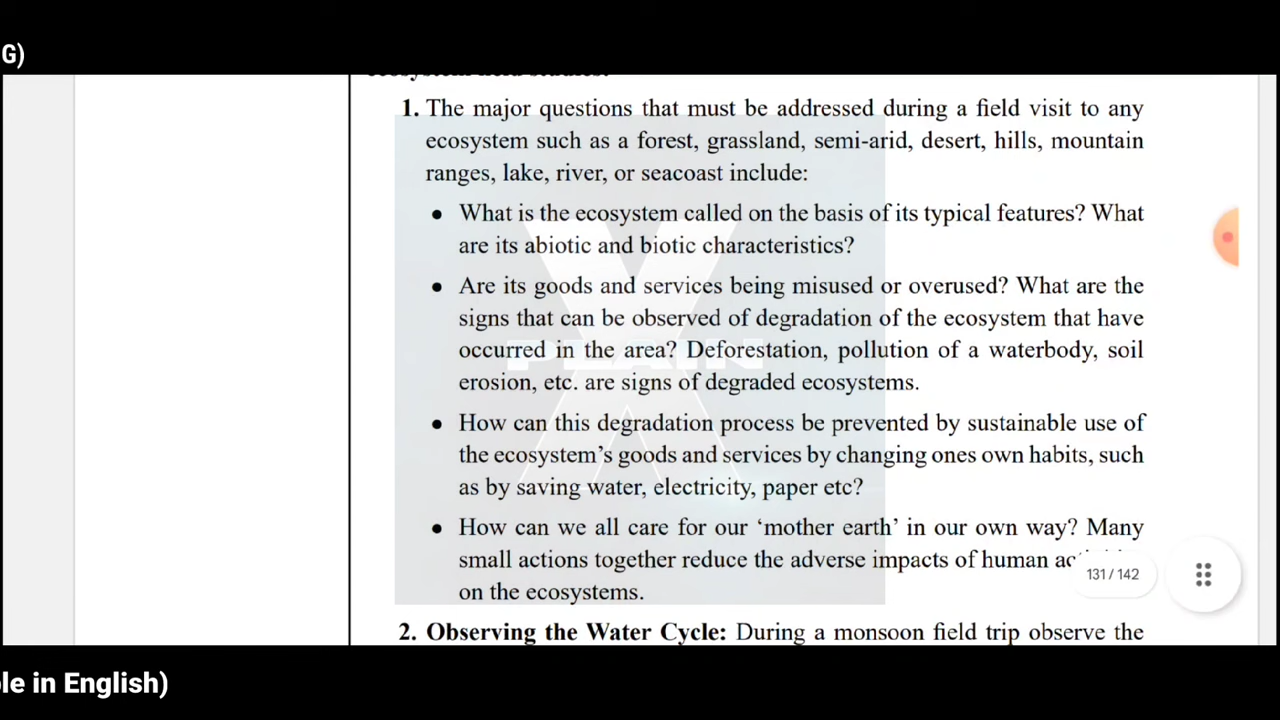 G)
ecosystem field studies.
1. The major questions that must be addressed during a field visit to any
ecosystem such as a forest, grassland, semi-arid, desert, hills, mountain
ranges, lake, river, or seacoast include:
• What is the ecosystem called on the basis of its typical features? What
are its abiotic and biotic characteristics?
• Are its goods and services being misused or overused? What are the
signs that can be observed of degradation of the ecosystem that have
occurred in the area? Deforestation, pollution of a waterbody, soil
erosion, etc. are signs of degraded ecosystems.
• How can this degradation process be prevented by sustainable use of
the ecosystem’s goods and services by changing ones own habits, such
as by saving water, electricity, paper etc?
• How can we all care for our ‘mother earth’ in our own way? Many
small actions together reduce the adverse impacts of human
on the ecosystems.
131 / 142
2. Observing the Water Cycle: During a monsoon field trip observe the
PLAIN
le in English)